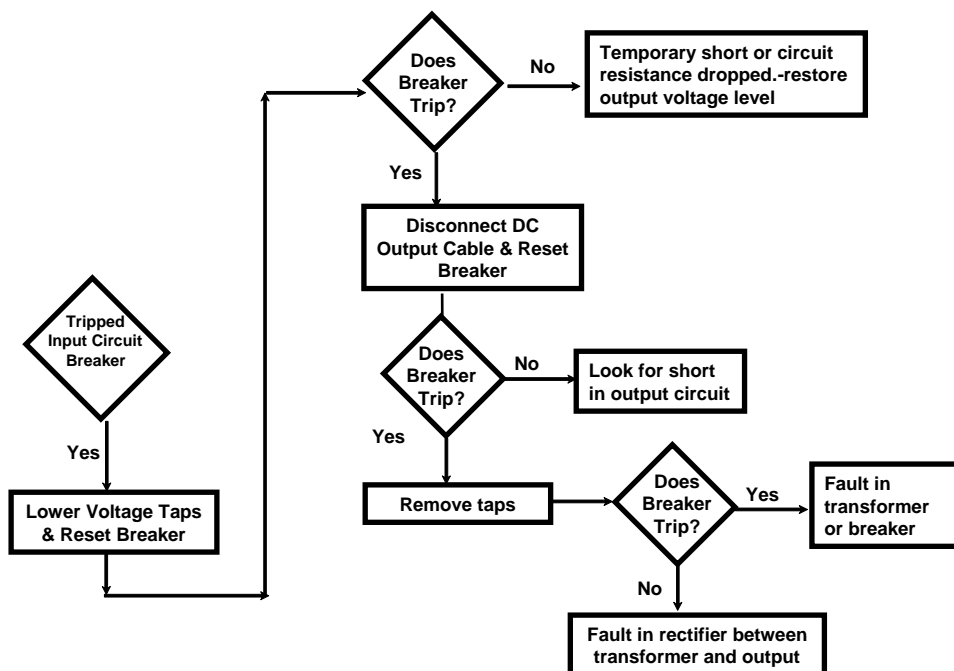 Does
Breaker
Trip?
No
Temporary short or circuit
resistance dropped.-restore
output voltage level
Yes
Disconnect DC
Output Cable & Reset
Breaker
Tripped
Input Circuit
Breaker
Does
Breaker
Trip?
No
Look for short
in output circuit
Yes
Yes
Lower Voltage Taps
& Reset Breaker
Remove taps
Does
Breaker
Trip?
Yes
Fault in
transformer
or breaker
No
Fault in rectifier between
transformer and output